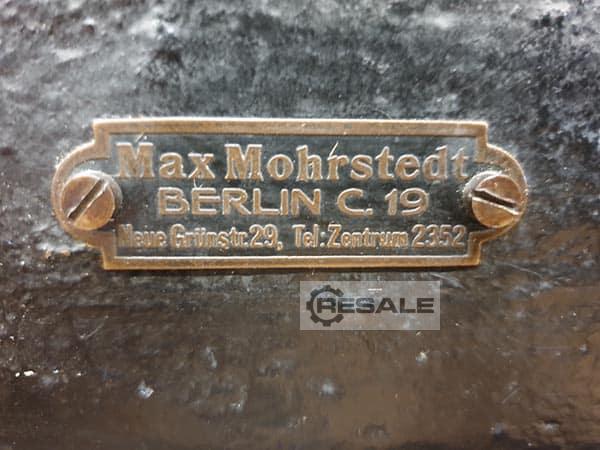 Max Mohrstedt
BERLIN C. 19
Neue Grünstr. 29, Tel. Zentrum 2352
RESALE